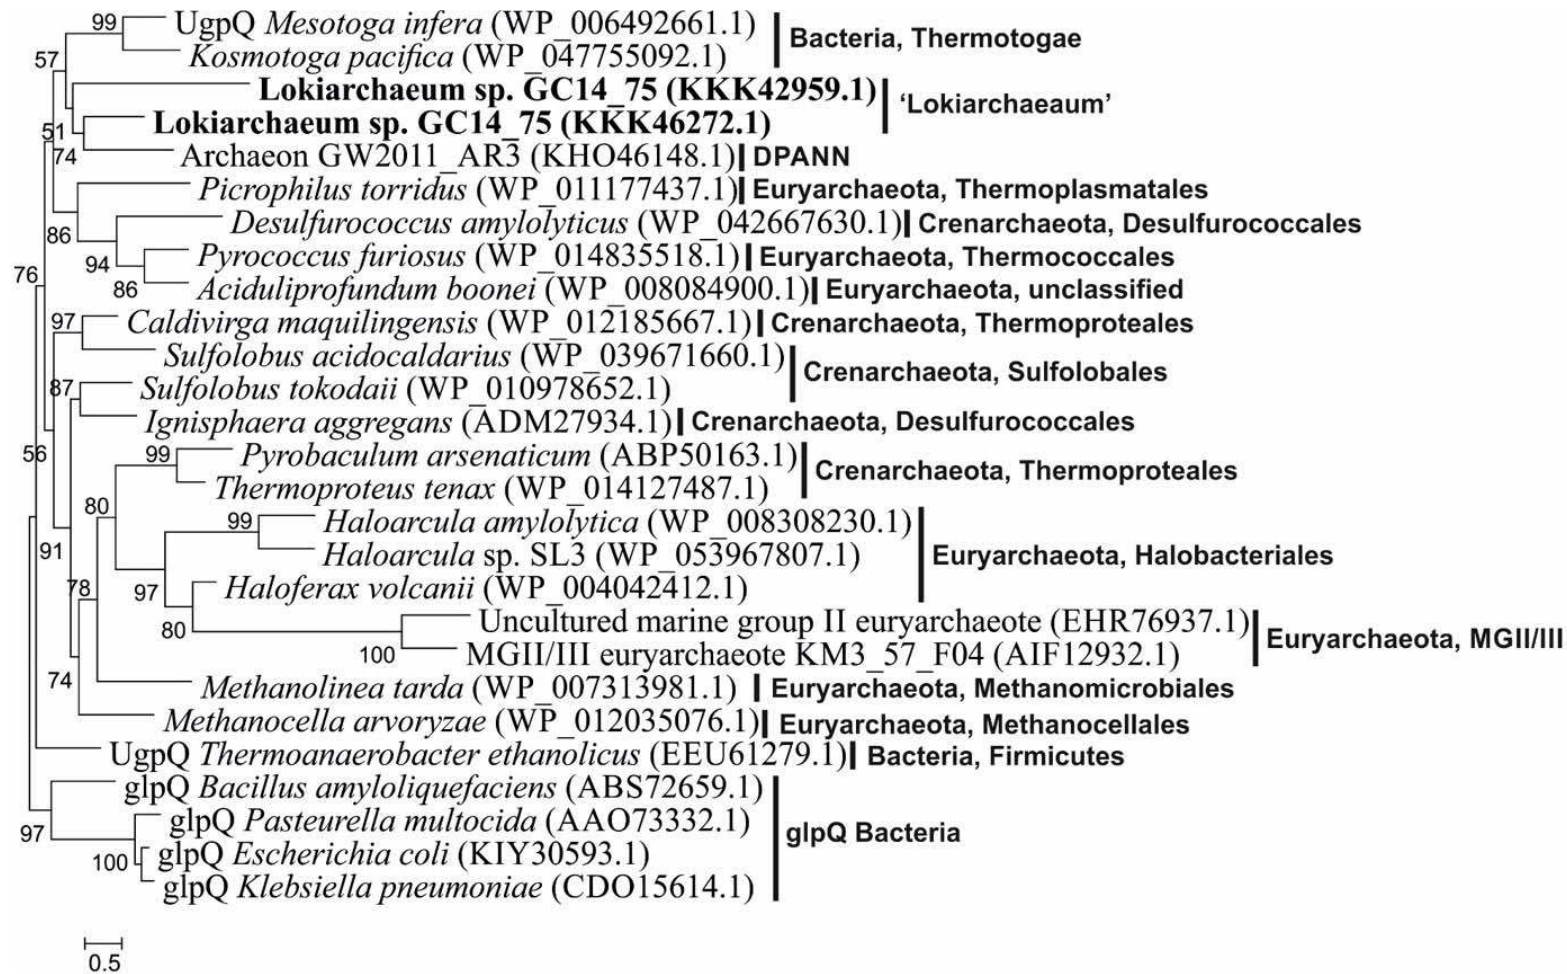 99 UgpQ Mesotoga infera (WP_006492661.1)
Bacteria, Thermotogae
57 Kosmotoga pacifica (WP_047755092.1)
Lokiarchaeum sp. GC14_75 (KKK42959.1)
'Lokiarchaeaum'
51 Lokiarchaeum sp. GC14_75 (KKK46272.1)
74 Archaeon GW2011_AR3 (KHO46148.1) DPANN
Picrophilus torridus (WP_011177437.1) Euryarchaeota, Thermoplasmatales
Desulfurococcus amylolyticus (WP_042667630.1) Crenarchaeota, Desulfurococcales
86
94 Pyrococcus furiosus (WP_014835518.1) Euryarchaeota, Thermococcales
76
86 Aciduliprofundum boonei (WP_008084900.1) Euryarchaeota, unclassified
97 Caldivirga maquilingensis (WP_012185667.1) Crenarchaeota, Thermoproteales
Sulfolobus acidocaldarius (WP_039671660.1)
Crenarchaeota, Sulfolobales
87 Sulfolobus tokodaii (WP_010978652.1)
Ignisphaera aggregans (ADM27934.1) Crenarchaeota, Desulfurococcales
56 99 Pyrobaculum arsenaticum (ABP50163.1)
Crenarchaeota, Thermoproteales
Thermoproteus tenax (WP_014127487.1)
80
99 Haloarcula amylolytica (WP_008308230.1)
91 Haloarcula sp. SL3 (WP_053967807.1)
Euryarchaeota, Halobacteriales
78 97 Haloferax volcanii (WP_004042412.1)
80 Uncultured marine group II euryarchaeote (EHR76937.1)
Euryarchaeota, MGII/III
100 MGII/III euryarchaeote KM3_57_F04 (AIF12932.1)
74 Methanolinea tarda (WP_007313981.1) Euryarchaeota, Methanomicrobiales
Methanocella arvoryzae (WP_012035076.1) Euryarchaeota, Methanocellales
UgpQ Thermoanaerobacter ethanolicus (EEU61279.1) Bacteria, Firmicutes
glpQ Bacillus amyloliquefaciens (ABS72659.1)
97 glpQ Pasteurella multocida (AAO73332.1)
glpQ Bacteria
100 glpQ Escherichia coli (KIY30593.1)
glpQ Klebsiella pneumoniae (CDO15614.1)
0.5